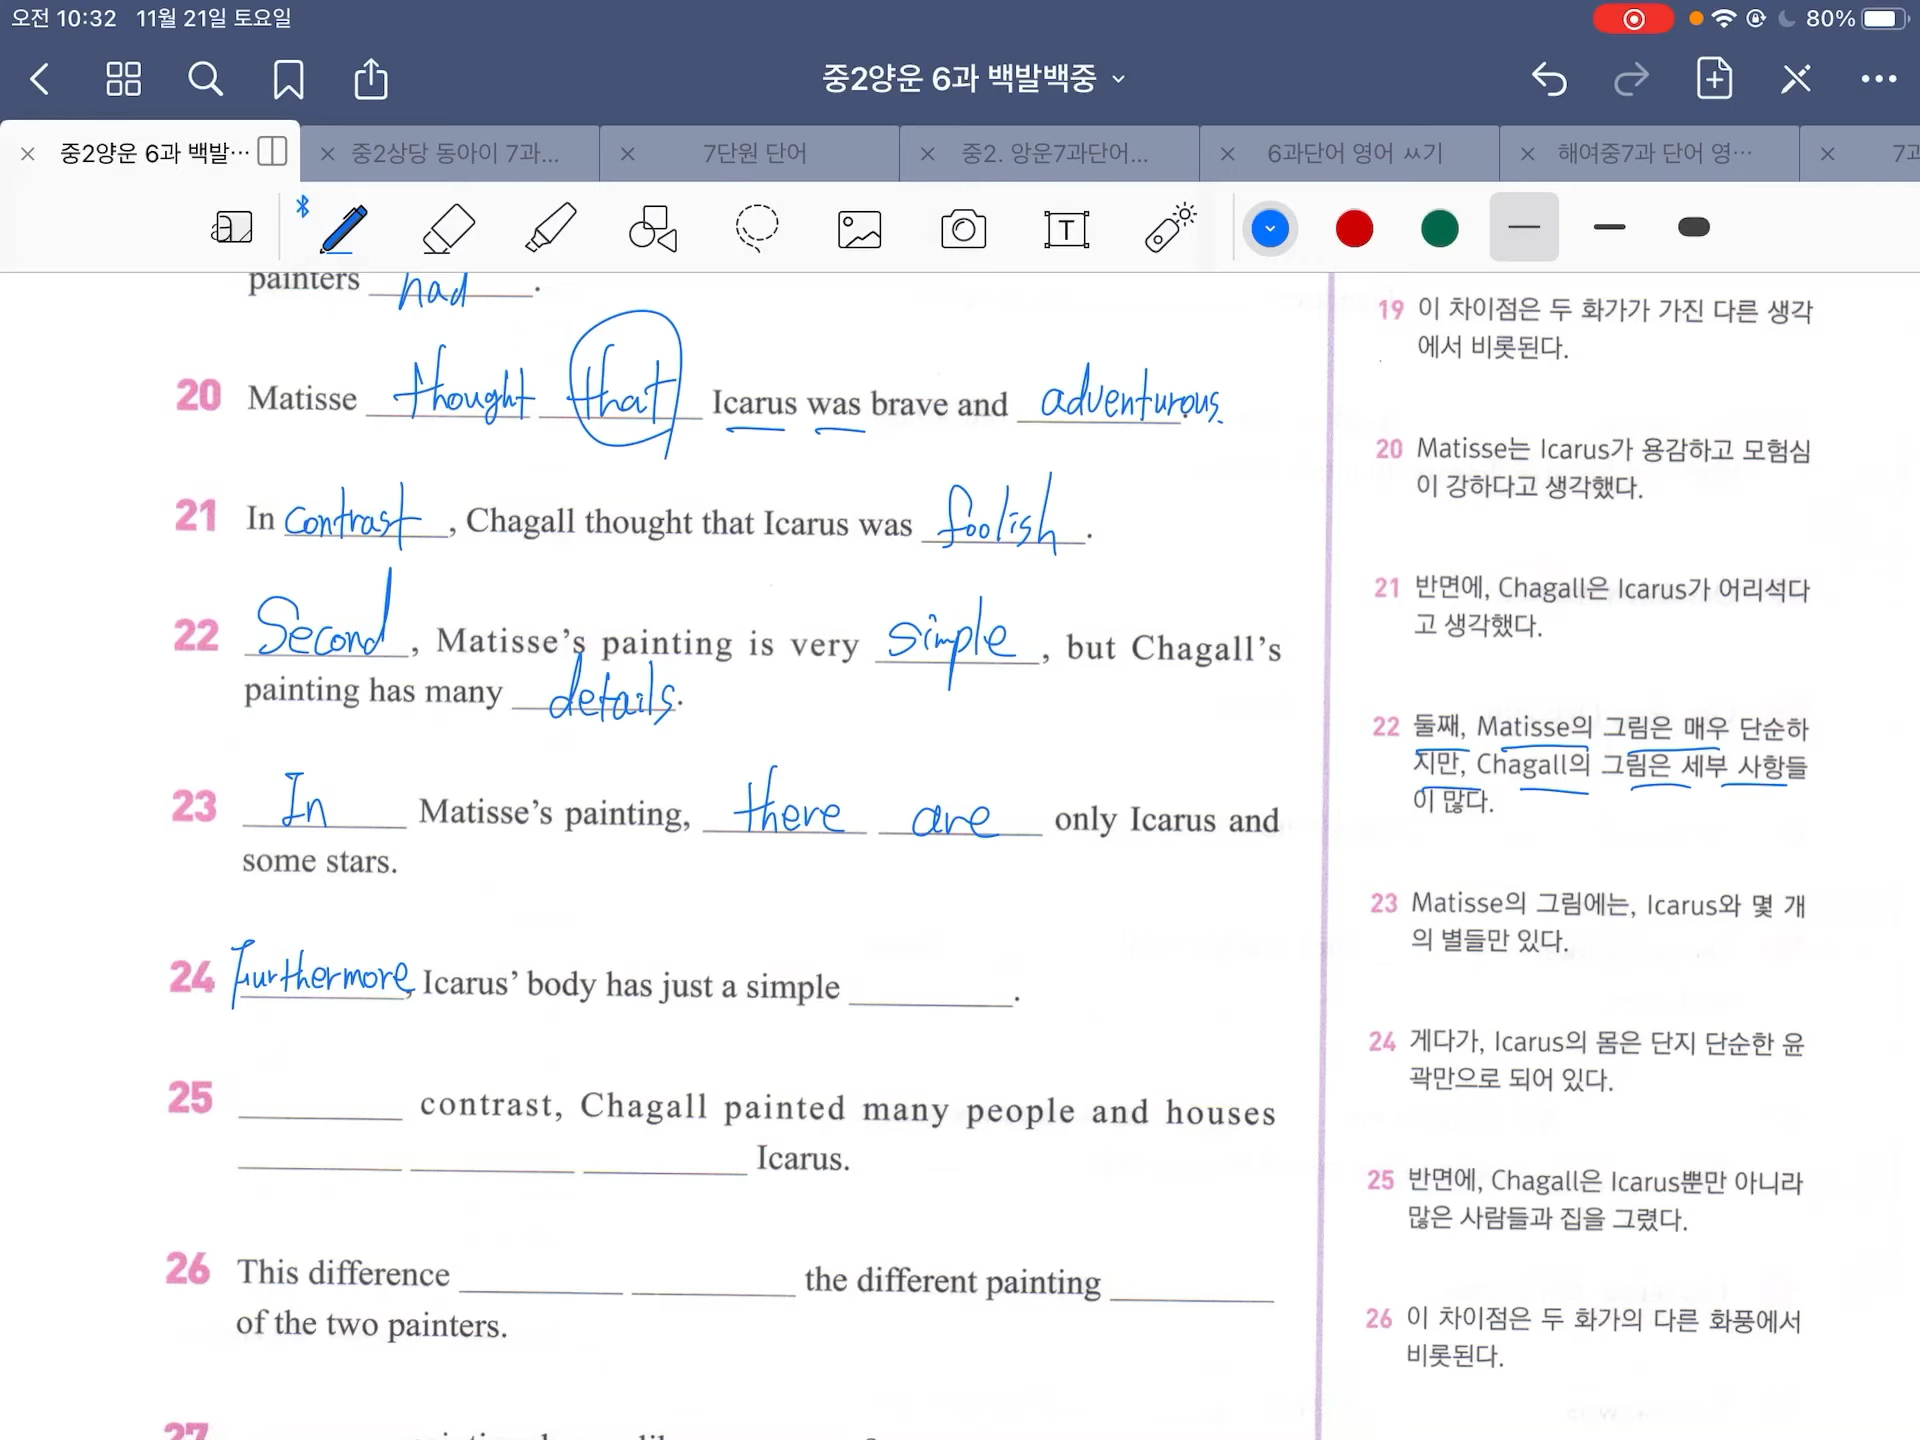 오전 10:32 11월 21일 토요일 80%
중2양운 6과 백발백중
중2양운 6과 백발… 중2상당 동아이 7과... 7단원 단어 중2. 앙운7과단어... 6과단어 영어 ㅆ기 해여중7과 단어 영… 7과
painters had .
20 Matisse thought that Icarus was brave and adventurous.
21 In contrast , Chagall thought that Icarus was foolish .
22 Second , Matisse's painting is very simple , but Chagall's
painting has many details.
23 In Matisse's painting, there are only Icarus and
some stars.
24 Furthermore, Icarus' body has just a simple ________.
25 ________ contrast, Chagall painted many people and houses
________ ________ ________ Icarus.
26 This difference ________ ________ the different painting ________
of the two painters.
27
19 이 차이점은 두 화가가 가진 다른 생각
에서 비롯된다.
20 Matisse는 Icarus가 용감하고 모험심
이 강하다고 생각했다.
21 반면에, Chagall은 Icarus가 어리석다
고 생각했다.
22 둘째, Matisse의 그림은 매우 단순하
지만, Chagall의 그림은 세부 사항들
이 많다.
23 Matisse의 그림에는, Icarus와 몇 개
의 별들만 있다.
24 게다가, Icarus의 몸은 단지 단순한 윤
곽만으로 되어 있다.
25 반면에, Chagall은 Icarus뿐만 아니라
많은 사람들과 집을 그렸다.
26 이 차이점은 두 화가의 다른 화풍에서
비롯된다.